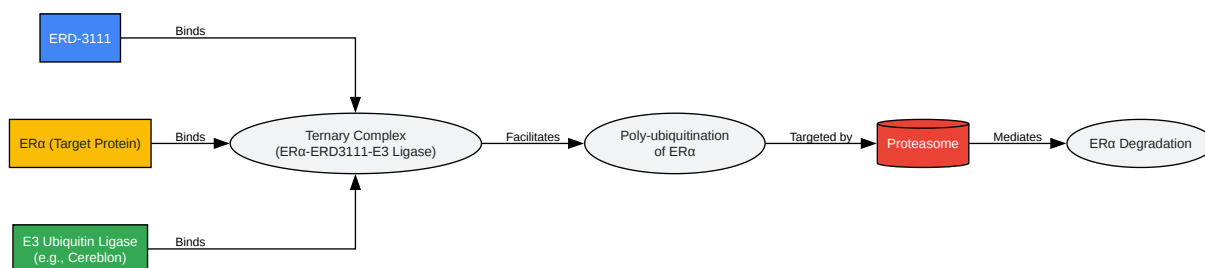 ERD-3111
Binds
ERα (Target Protein)
Binds
Ternary Complex
(ERα-ERD3111-E3 Ligase)
Facilitates
Poly-ubiquitination
of ERα
Targeted by
Proteasome
Mediates
ERα Degradation
E3 Ubiquitin Ligase
(e.g., Cereblon)
Binds